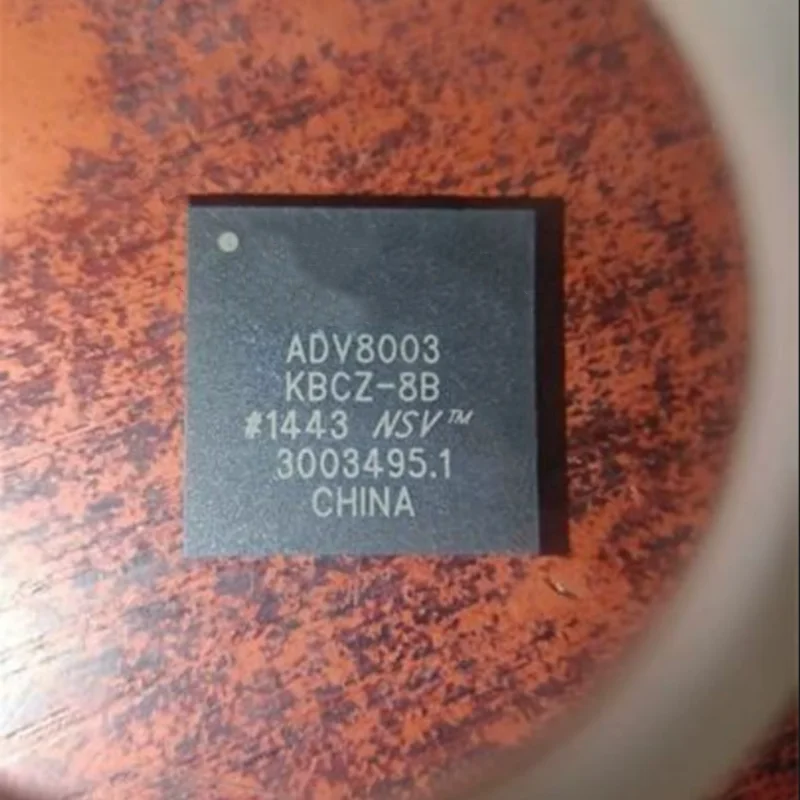 ADV8003
KBCZ-8B
#1443 NSV™
3003495.1
CHINA